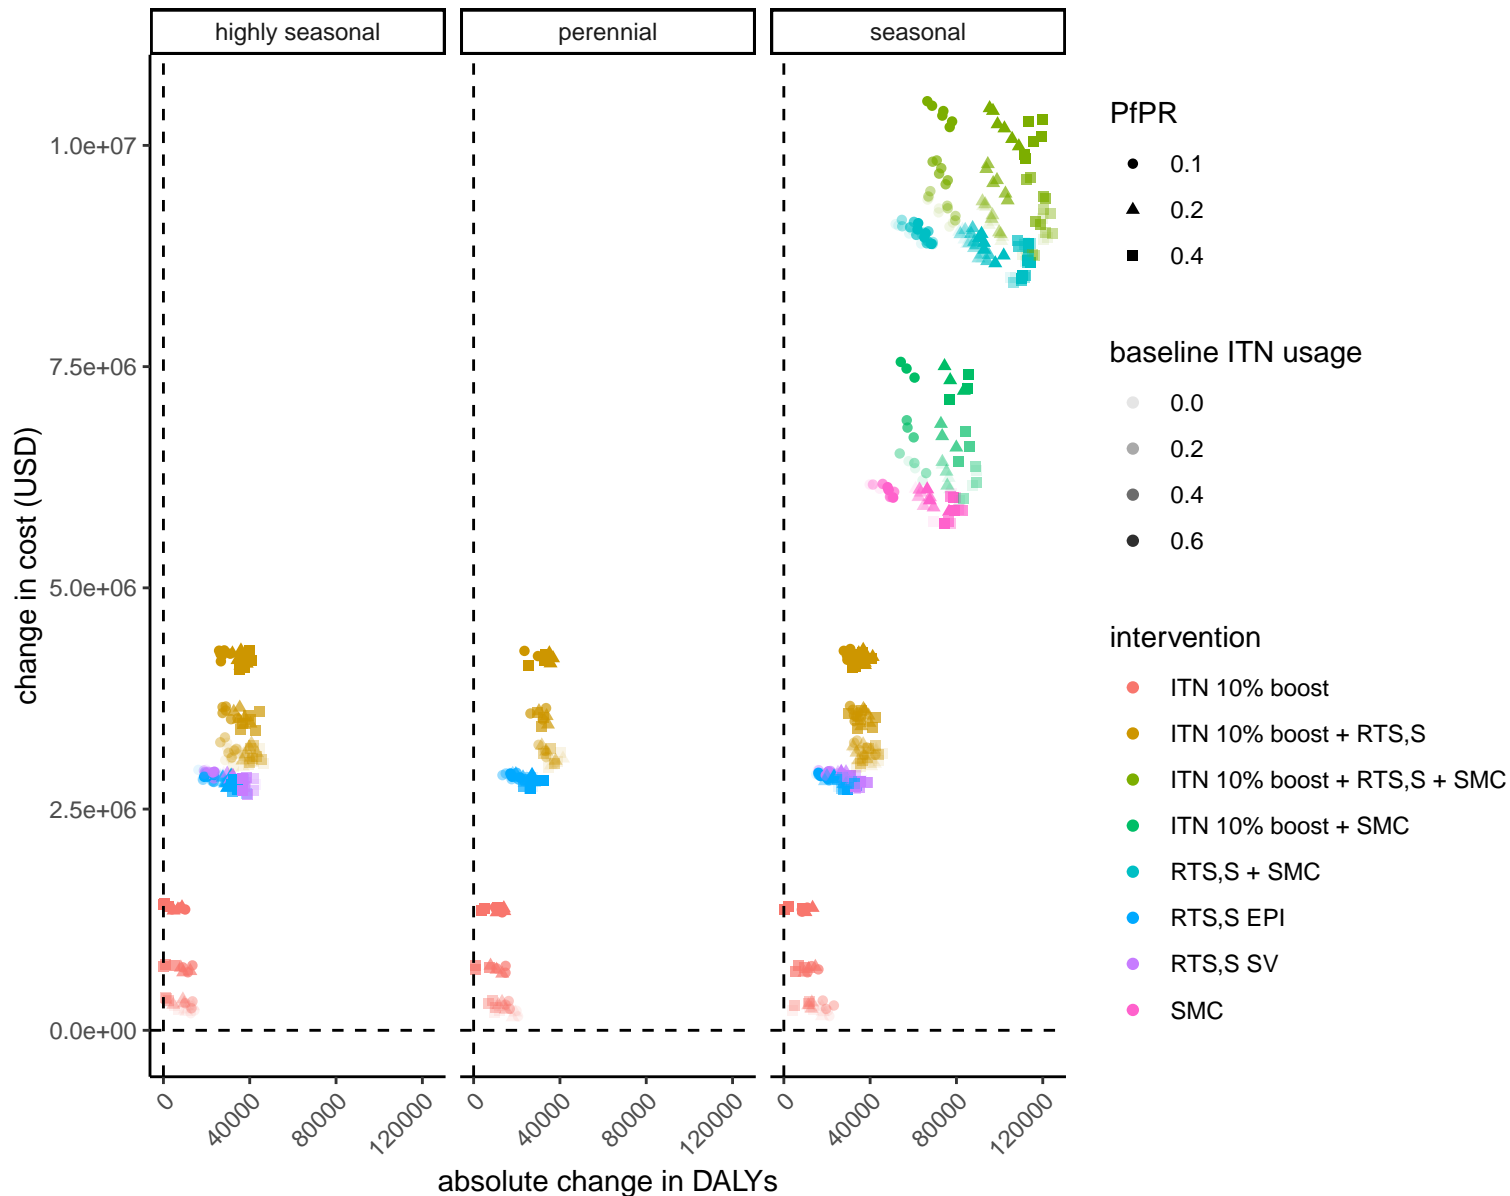 highly seasonal
perennial
seasonal
change in cost (USD)
1.0e+07
7.5e+06
5.0e+06
2.5e+06
0.0e+00
0
40000
80000
120000
0
40000
80000
120000
0
40000
80000
120000
absolute change in DALYs
PfPR
0.1
0.2
0.4
baseline ITN usage
0.0
0.2
0.4
0.6
intervention
ITN 10% boost
ITN 10% boost + RTS,S
ITN 10% boost + RTS,S + SMC
ITN 10% boost + SMC
RTS,S + SMC
RTS,S EPI
RTS,S SV
SMC